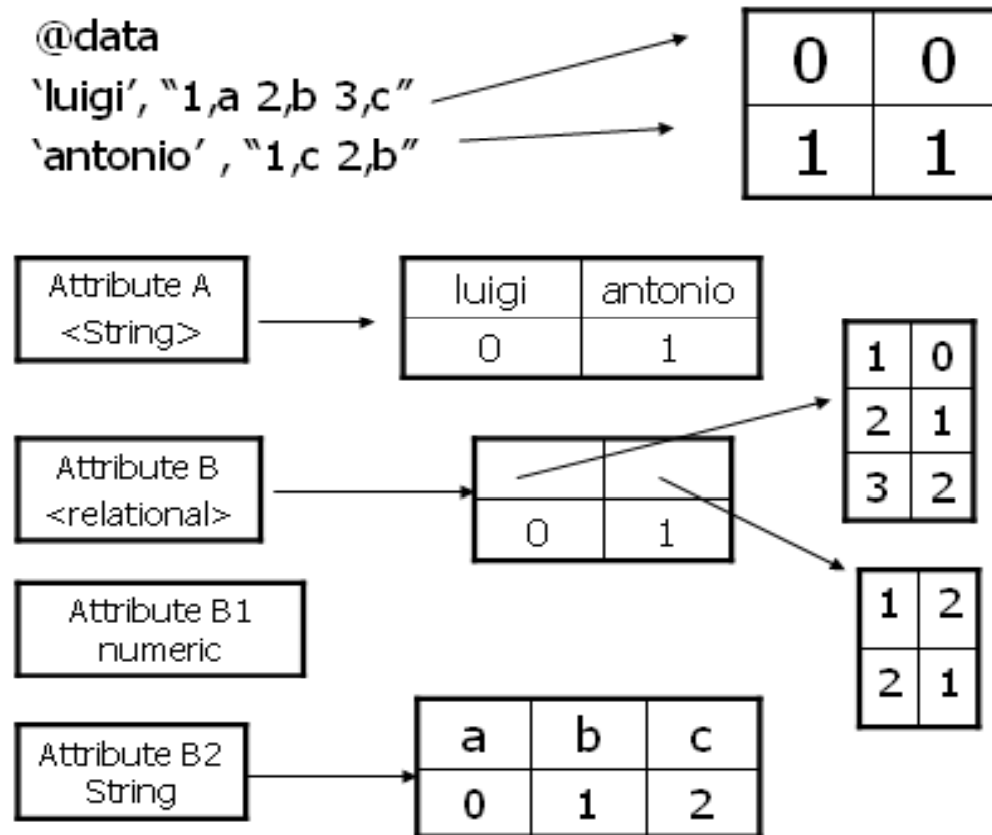 @data
‘luigi’, “1,a 2,b 3,c”
‘antonio’ , “1,c 2,b”
0 0
1 1
Attribute A
<String>
luigi antonio
0 1
Attribute B
<relational>
0 1
1 0
2 1
3 2
1 2
2 1
Attribute B1
numeric
Attribute B2
String
a b c
0 1 2